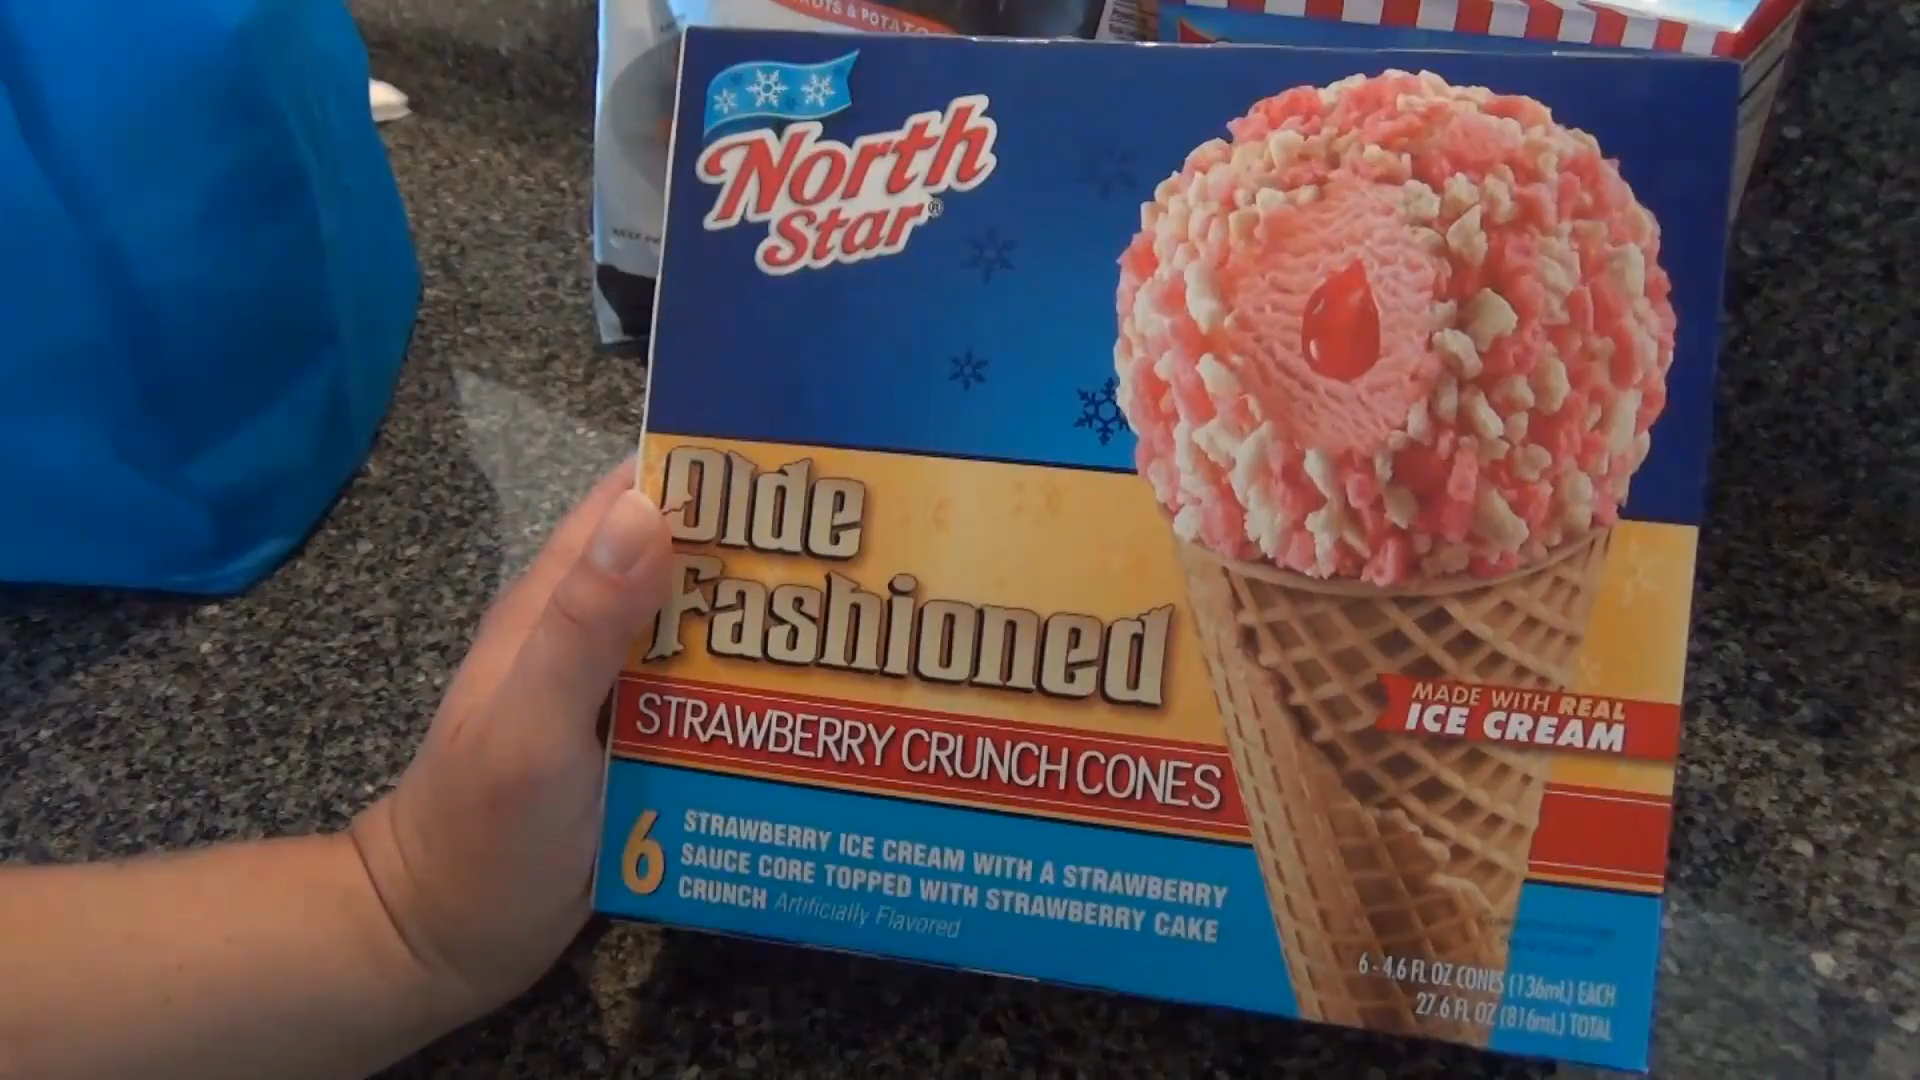 & POTATO
North
Star®
Olde
Fashioned
STRAWBERRY CRUNCH CONES
MADE WITH REAL
ICE CREAM
6
STRAWBERRY ICE CREAM WITH A STRAWBERRY
SAUCE CORE TOPPED WITH STRAWBERRY CAKE
CRUNCH Artificially Flavored
6 - 4.6 FL OZ CONES (136mL) EACH
27.6 FL OZ (816mL) TOTAL